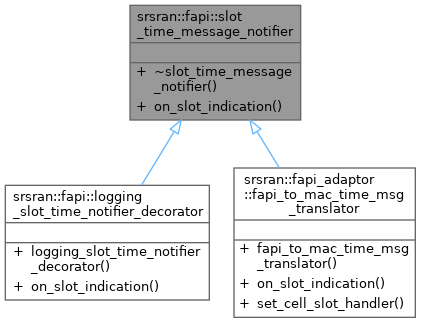 srsran::fapi::slot
_time_message_notifier
+ ~slot_time_message
_notifier()
+ on_slot_indication()
srsran::fapi::logging
_slot_time_notifier_decorator
+ logging_slot_time_notifier
_decorator()
+ on_slot_indication()
srsran::fapi_adaptor
::fapi_to_mac_time_msg
_translator
+ fapi_to_mac_time_msg
_translator()
+ on_slot_indication()
+ set_cell_slot_handler()